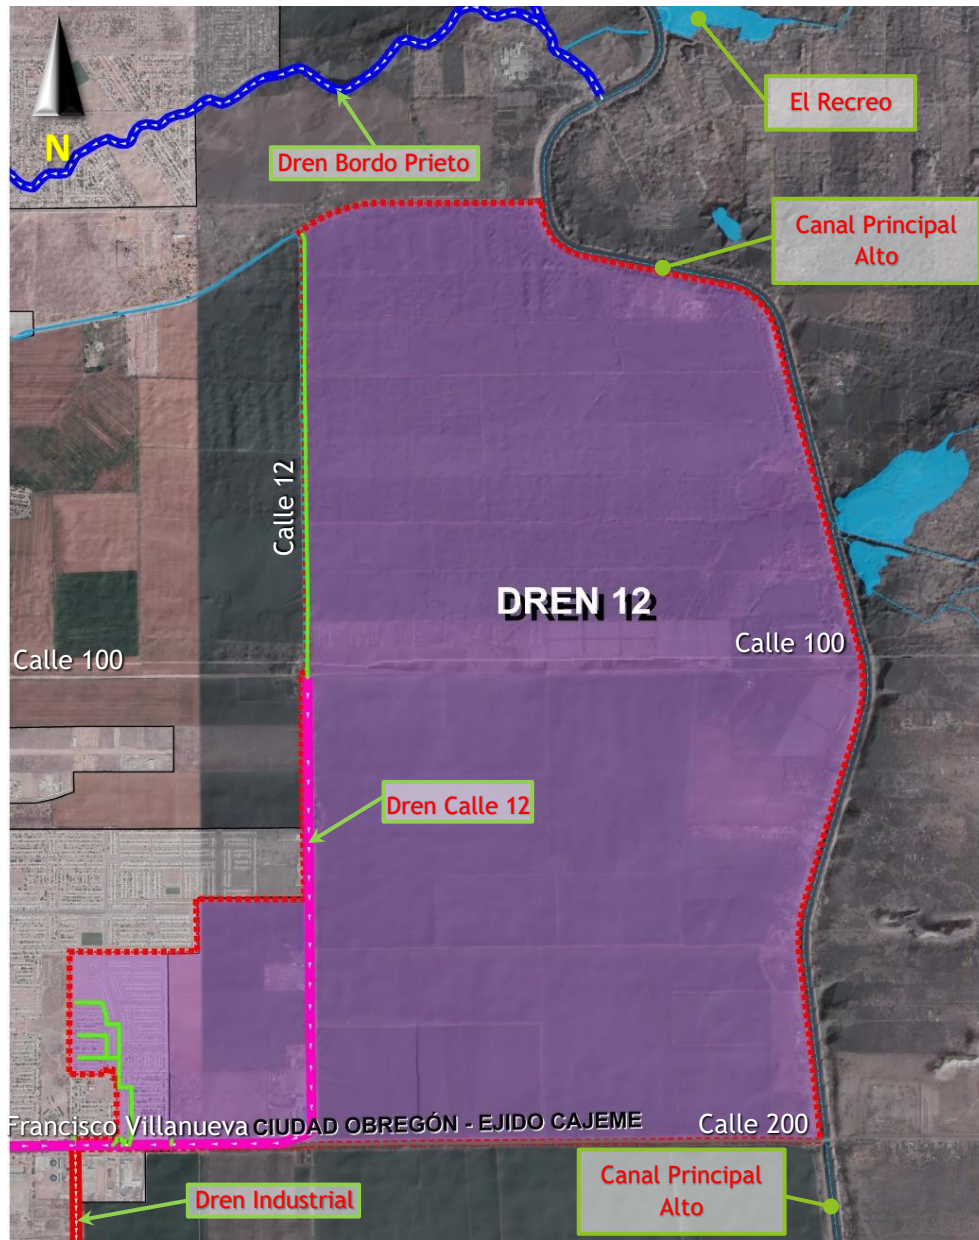 El Recreo
N
Dren Bordo Prieto
Canal Principal
Alto
Calle 12
DREN 12
Calle 100
Calle 100
Dren Calle 12
Francisco Villanueva
CIUDAD OBREGÓN - EJIDO CAJEME
Calle 200
Dren Industrial
Canal Principal
Alto